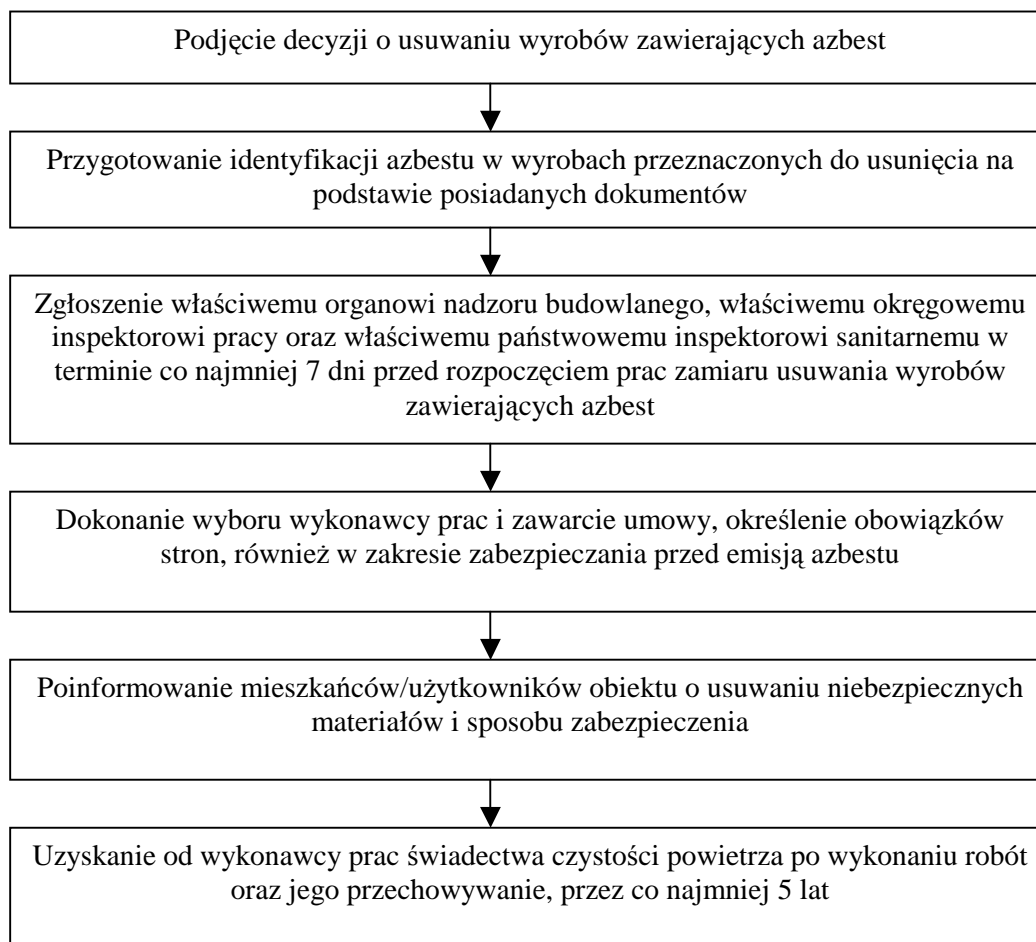 Podjęcie decyzji o usuwaniu wyrobów zawierających azbest
Przygotowanie identyfikacji azbestu w wyrobach przeznaczonych do usunięcia na
podstawie posiadanych dokumentów
Zgłoszenie właściwemu organowi nadzoru budowlanego, właściwemu okręgowemu
inspektorowi pracy oraz właściwemu państwowemu inspektorowi sanitarnemu w
terminie co najmniej 7 dni przed rozpoczęciem prac zamiaru usuwania wyrobów
zawierających azbest
Dokonanie wyboru wykonawcy prac i zawarcie umowy, określenie obowiązków
stron, również w zakresie zabezpieczania przed emisją azbestu
Poinformowanie mieszkańców/użytkowników obiektu o usuwaniu niebezpiecznych
materiałów i sposobu zabezpieczenia
Uzyskanie od wykonawcy prac świadectwa czystości powietrza po wykonaniu robót
oraz jego przechowywanie, przez co najmniej 5 lat